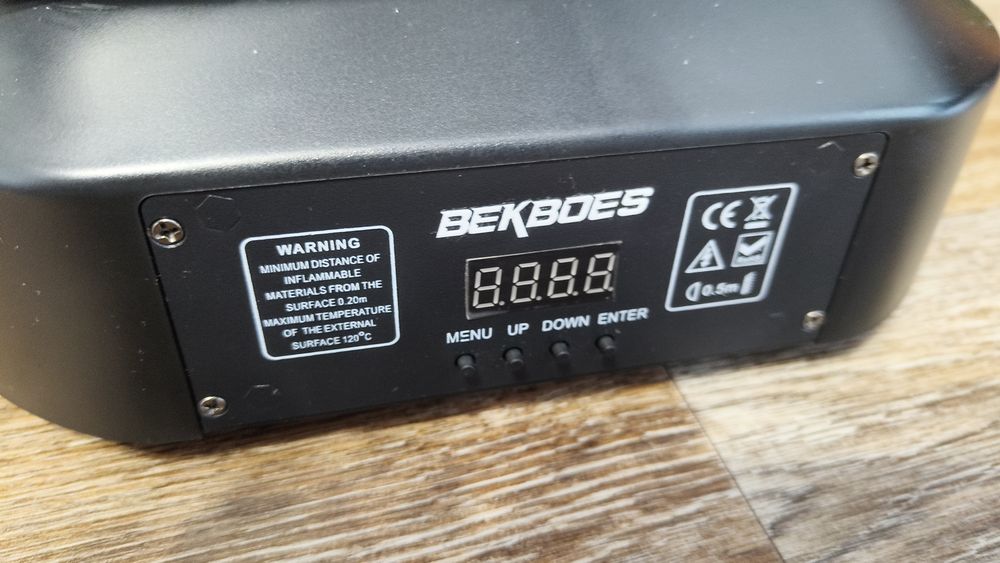 BEKBOES
WARNING
MINIMUM DISTANCE OF
INFLAMMABLE
MATERIALS FROM THE
SURFACE 0.20m
MAXIMUM TEMPERATURE
OF THE EXTERNAL
SURFACE 120°C
8.8.8.8
MENU UP DOWN ENTER
CE
0.5m